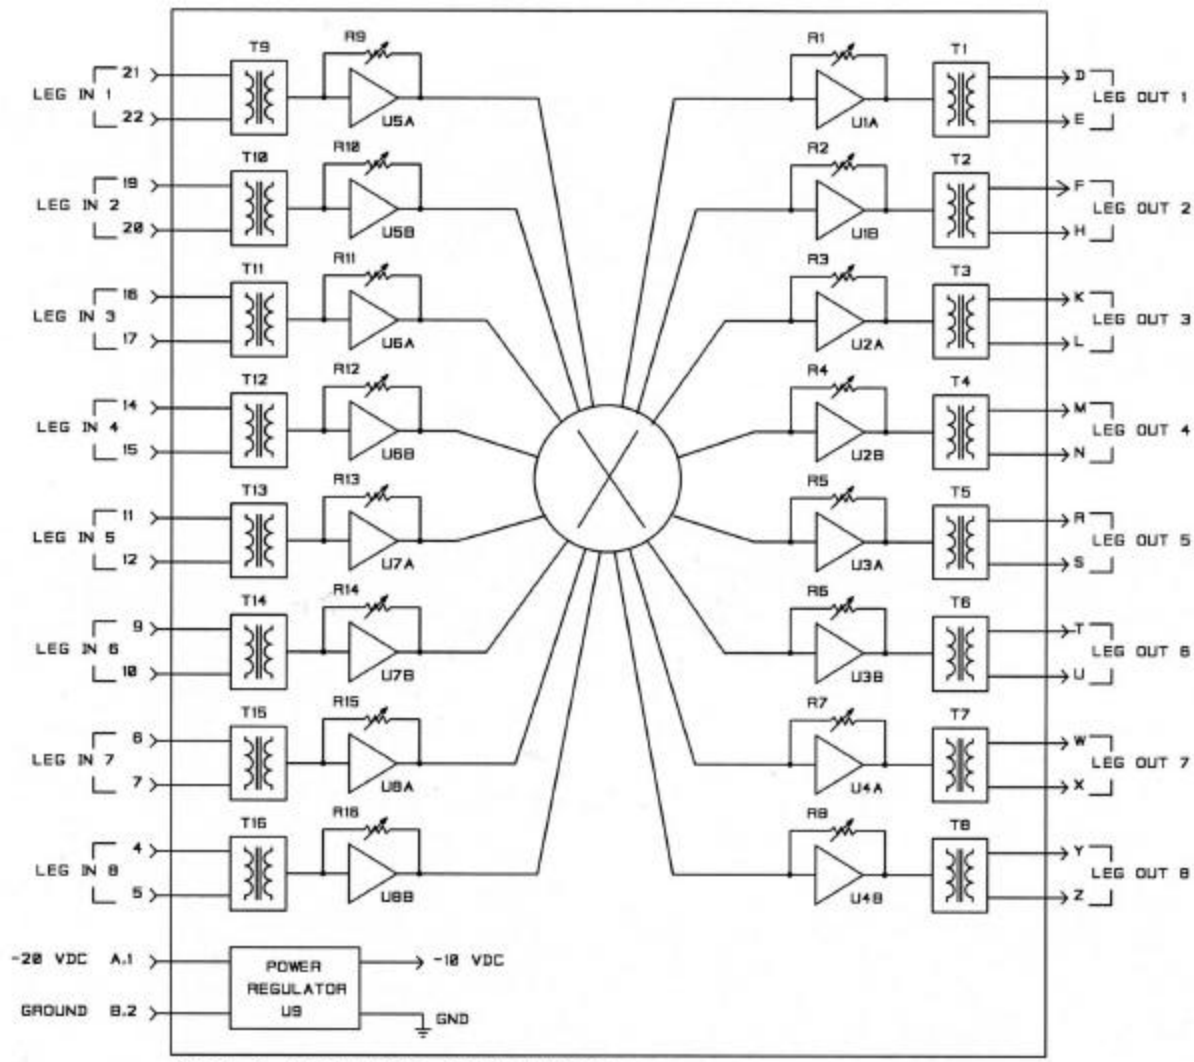 T9 R9 R1 T1
21 D
LEG IN 1 LEG OUT 1
22 U5A U1A E
T10 R10 R2 T2
19 F
LEG IN 2 LEG OUT 2
20 U5B U1B H
T11 R11 R3 T3
16 K
LEG IN 3 LEG OUT 3
17 U6A U2A L
T12 R12 R4 T4
14 M
LEG IN 4 LEG OUT 4
15 U6B U2B N
T13 R13 R5 T5
11 R
LEG IN 5 LEG OUT 5
12 U7A U3A S
T14 R14 R6 T6
9 T
LEG IN 6 LEG OUT 6
10 U7B U3B U
T15 R15 R7 T7
6 W
LEG IN 7 LEG OUT 7
7 U8A U4A X
T16 R16 R8 T8
4 Y
LEG IN 8 LEG OUT 8
5 U8B U4B Z
-20 VDC A,1 POWER -10 VDC
REGULATOR
GROUND B,2 U9 GND